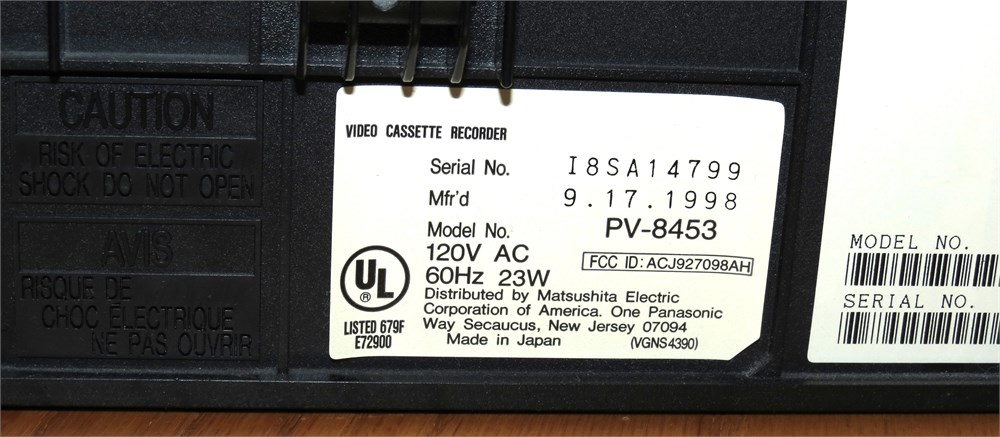 CAUTION
RISK OF ELECTRIC
SHOCK DO NOT OPEN
AVIS
RISQUE DE
CHOC ÉLECTRIQUE
NE PAS OUVRIR
VIDEO CASSETTE RECORDER
Serial No. I8SA14799
Mfr'd 9.17.1998
Model No. PV-8453
120V AC
60Hz 23W
FCC ID: ACJ927098AH
UL
®
LISTED 679F
E72900
Distributed by Matsushita Electric
Corporation of America. One Panasonic
Way Secaucus, New Jersey 07094
Made in Japan (VGNS4390)
MODEL NO.
SERIAL NO.